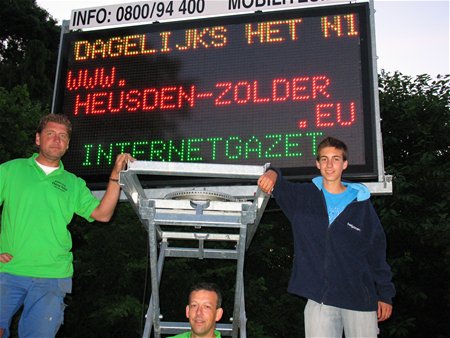 INFO: 0800/94 400
DAGELIJKS HET N1
WWW.
HEUSDEN-ZOLDER
.EU
INTERNETGAZET